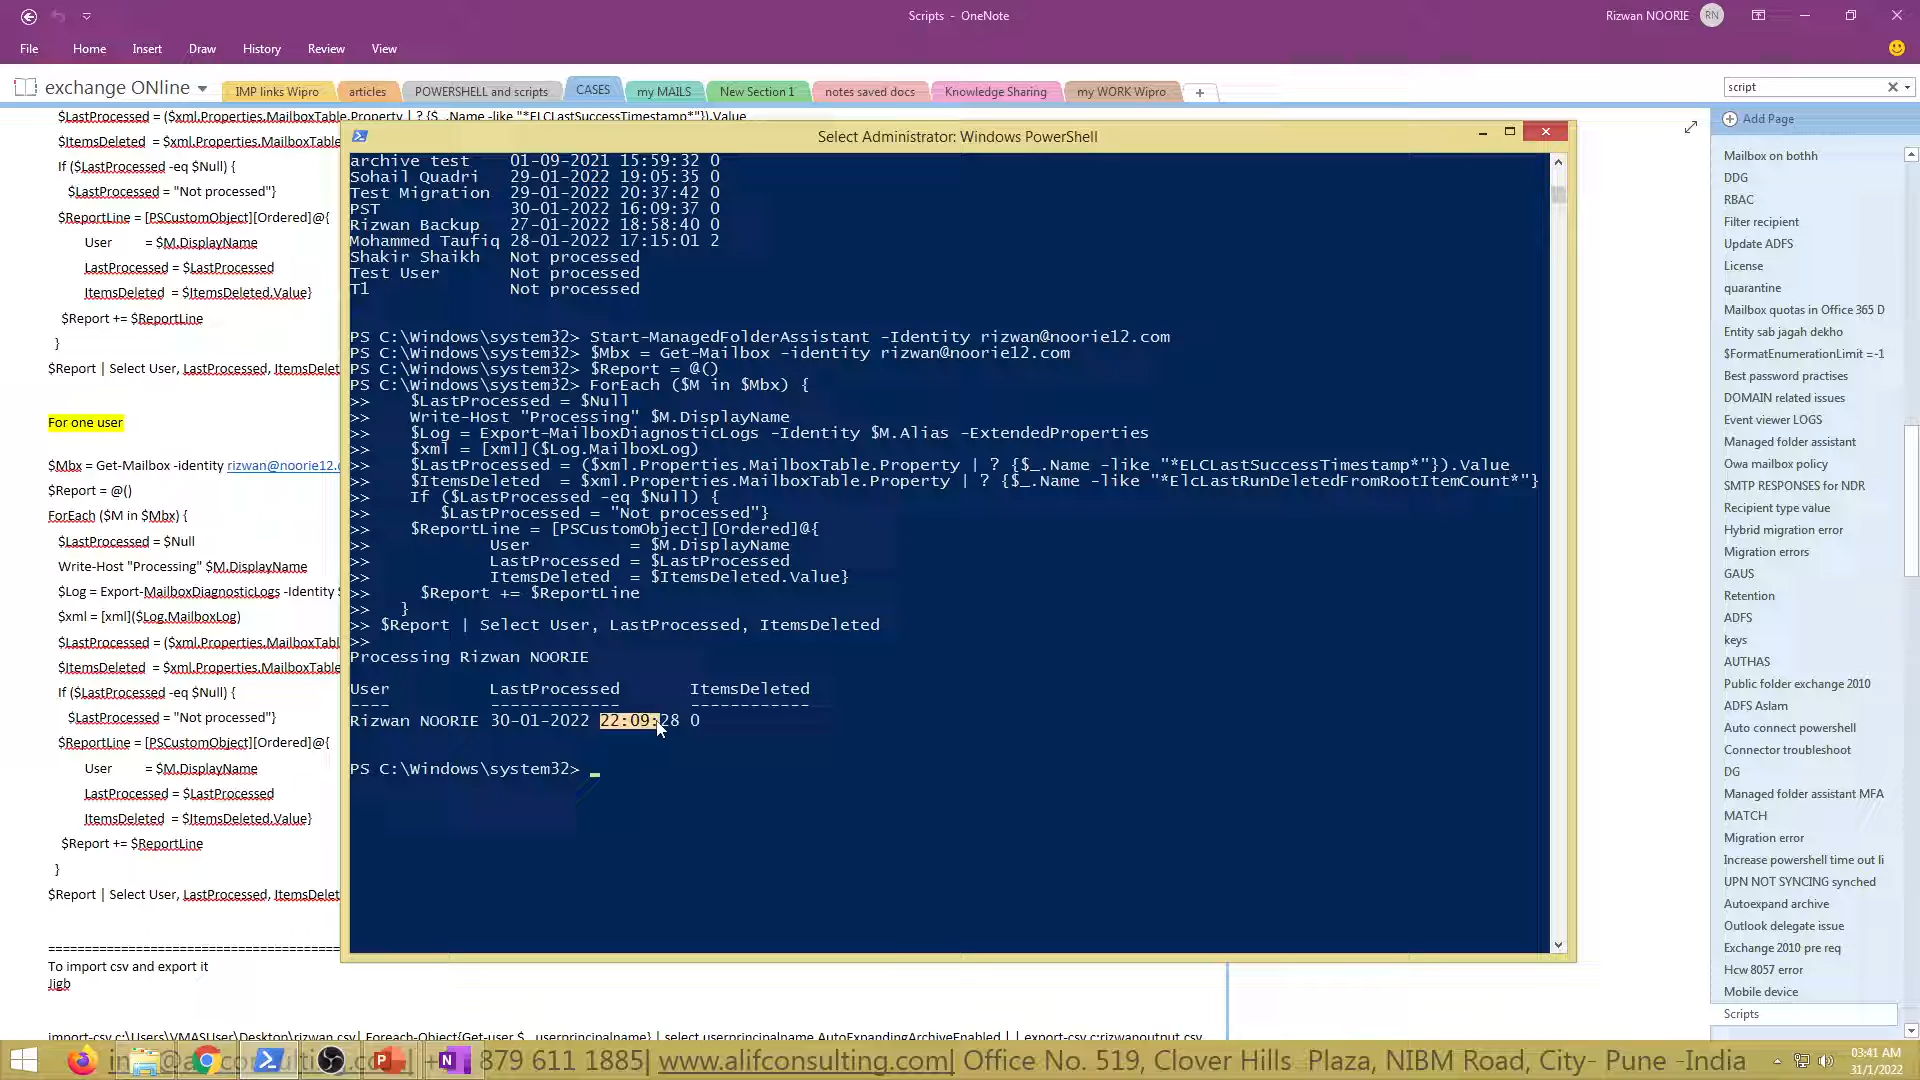 Scripts - OneNote
Rizwan NOORIE RN
File Home Insert Draw History Review View
exchange ONline
IMP links Wipro articles POWERSHELL and scripts CASES my MAILS New Section 1 notes saved docs Knowledge Sharing my WORK Wipro
script
$LastProcessed = ($xml.Properties.MailboxTable.Property | ? {$_.Name -like "*ELCLastSuccessTimestamp*"}).Value
$ItemsDeleted = $xml.Properties.MailboxTable
If ($LastProcessed -eq $Null) {
$LastProcessed = "Not processed"}
$ReportLine = [PSCustomObject][Ordered]@{
User = $M.DisplayName
LastProcessed = $LastProcessed
ItemsDeleted = $ItemsDeleted.Value}
$Report += $ReportLine
}
$Report | Select User, LastProcessed, ItemsDelet
For one user
$Mbx = Get-Mailbox -identity rizwan@noorie12.c
$Report = @()
ForEach ($M in $Mbx) {
$LastProcessed = $Null
Write-Host "Processing" $M.DisplayName
$Log = Export-MailboxDiagnosticLogs -Identity $
$xml = [xml]($Log.MailboxLog)
$LastProcessed = ($xml.Properties.MailboxTabl
$ItemsDeleted = $xml.Properties.MailboxTable
If ($LastProcessed -eq $Null) {
$LastProcessed = "Not processed"}
$ReportLine = [PSCustomObject][Ordered]@{
User = $M.DisplayName
LastProcessed = $LastProcessed
ItemsDeleted = $ItemsDeleted.Value}
$Report += $ReportLine
}
$Report | Select User, LastProcessed, ItemsDelet
==================================
To import csv and export it
Jigb
import-csv c:\Users\VMASUser\Desktop\rizwan.csv| Foreach-Object{Get-user $_.userprincipalname} | select userprincipalname,AutoExpandingArchiveEnabled | | export-csv c:rizwanoutput.csv
Select Administrator: Windows PowerShell
archive test 01-09-2021 15:59:32 0
Sohail Quadri 29-01-2022 19:05:35 0
Test Migration 29-01-2022 20:37:42 0
PST 30-01-2022 16:09:37 0
Rizwan Backup 27-01-2022 18:58:40 0
Mohammed Taufiq 28-01-2022 17:15:01 2
Shakir Shaikh Not processed
Test User Not processed
T1 Not processed
PS C:\Windows\system32> Start-ManagedFolderAssistant -Identity rizwan@noorie12.com
PS C:\Windows\system32> $Mbx = Get-Mailbox -identity rizwan@noorie12.com
PS C:\Windows\system32> $Report = @()
PS C:\Windows\system32> ForEach ($M in $Mbx) {
>> $LastProcessed = $Null
>> Write-Host "Processing" $M.DisplayName
>> $Log = Export-MailboxDiagnosticLogs -Identity $M.Alias -ExtendedProperties
>> $xml = [xml]($Log.MailboxLog)
>> $LastProcessed = ($xml.Properties.MailboxTable.Property | ? {$_.Name -like "*ELCLastSuccessTimestamp*"}).Value
>> $ItemsDeleted = $xml.Properties.MailboxTable.Property | ? {$_.Name -like "*ElcLastRunDeletedFromRootItemCount*"}
>> If ($LastProcessed -eq $Null) {
>> $LastProcessed = "Not processed"}
>> $ReportLine = [PSCustomObject][Ordered]@{
>> User = $M.DisplayName
>> LastProcessed = $LastProcessed
>> ItemsDeleted = $ItemsDeleted.Value}
>> $Report += $ReportLine
>> }
>> $Report | Select User, LastProcessed, ItemsDeleted
>>
Processing Rizwan NOORIE
User LastProcessed ItemsDeleted
---- ------------- ------------
Rizwan NOORIE 30-01-2022 22:09:28 0
PS C:\Windows\system32> _
Add Page
Mailbox on bothh
DDG
RBAC
Filter recipient
Update ADFS
License
quarantine
Mailbox quotas in Office 365 D
Entity sab jagah dekho
$FormatEnumerationLimit =-1
Best password practises
DOMAIN related issues
Event viewer LOGS
Managed folder assistant
Owa mailbox policy
SMTP RESPONSES for NDR
Recipient type value
Hybrid migration error
Migration errors
GAUS
Retention
ADFS
keys
AUTHAS
Public folder exchange 2010
ADFS Aslam
Auto connect powershell
Connector troubleshoot
DG
Managed folder assistant MFA
MATCH
Migration error
Increase powershell time out li
UPN NOT SYNCING synched
Autoexpand archive
Outlook delegate issue
Exchange 2010 pre req
Hcw 8057 error
Mobile device
Scripts
879 611 1885| www.alifconsulting.com| Office No. 519, Clover Hills Plaza, NIBM Road, City- Pune -India
03:41 AM
31/1/2022